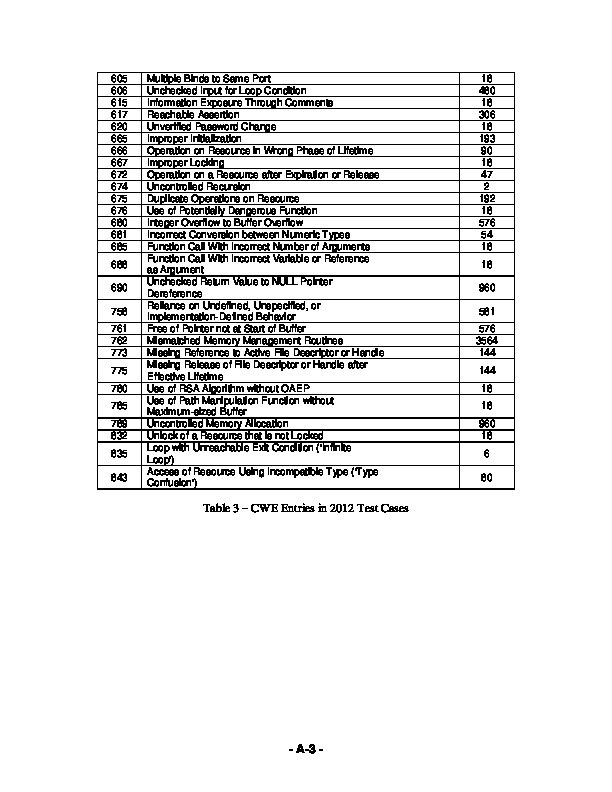 605 Multiple Binds to Same Port 18
606 Unchecked Input for Loop Condition 480
615 Information Exposure Through Comments 18
617 Reachable Assertion 306
620 Unverified Password Change 18
665 Improper Initialization 193
666 Operation on Resource in Wrong Phase of Lifetime 90
667 Improper Locking 18
672 Operation on a Resource after Expiration or Release 47
674 Uncontrolled Recursion 2
675 Duplicate Operations on Resource 192
676 Use of Potentially Dangerous Function 18
680 Integer Overflow to Buffer Overflow 576
681 Incorrect Conversion between Numeric Types 54
685 Function Call With Incorrect Number of Arguments 18
688 Function Call With Incorrect Variable or Reference
as Argument 18
690 Unchecked Return Value to NULL Pointer
Dereference 960
758 Reliance on Undefined, Unspecified, or
Implementation-Defined Behavior 581
761 Free of Pointer not at Start of Buffer 576
762 Mismatched Memory Management Routines 3564
773 Missing Reference to Active File Descriptor or Handle 144
775 Missing Release of File Descriptor or Handle after
Effective Lifetime 144
780 Use of RSA Algorithm without OAEP 18
785 Use of Path Manipulation Function without
Maximum-sized Buffer 18
789 Uncontrolled Memory Allocation 960
832 Unlock of a Resource that is not Locked 18
835 Loop with Unreachable Exit Condition ('Infinite
Loop') 6
843 Access of Resource Using Incompatible Type ('Type
Confusion') 80
Table 3 – CWE Entries in 2012 Test Cases
- A-3 -